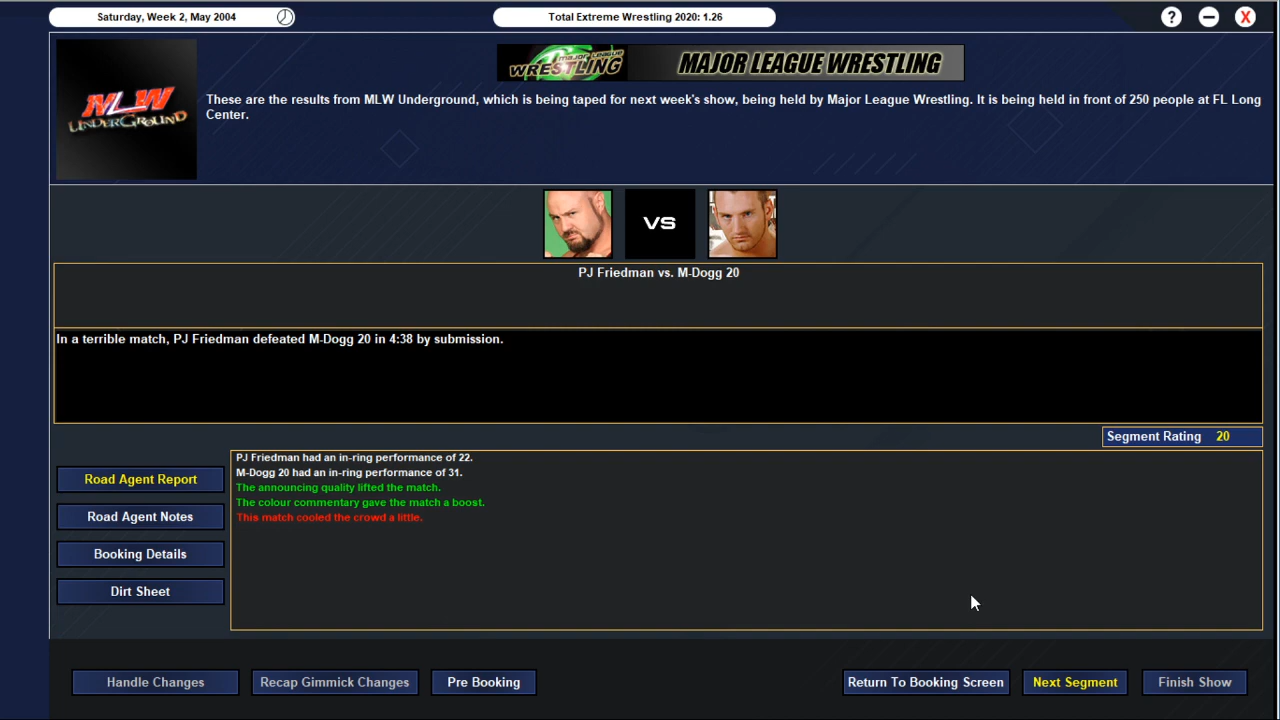 Saturday, Week 2, May 2004
Total Extreme Wrestling 2020: 1.26
?
X
MAJOR LEAGUE
WRESTLING
MAJOR LEAGUE WRESTLING
MLW
UNDERGROUND
These are the results from MLW Underground, which is being taped for next week's show, being held by Major League Wrestling. It is being held in front of 250 people at FL Long
Center.
VS
PJ Friedman vs. M-Dogg 20
In a terrible match, PJ Friedman defeated M-Dogg 20 in 4:38 by submission.
Segment Rating 20
PJ Friedman had an in-ring performance of 22.
M-Dogg 20 had an in-ring performance of 31.
The announcing quality lifted the match.
The colour commentary gave the match a boost.
This match cooled the crowd a little.
Road Agent Report
Road Agent Notes
Booking Details
Dirt Sheet
Handle Changes
Recap Gimmick Changes
Pre Booking
Return To Booking Screen
Next Segment
Finish Show